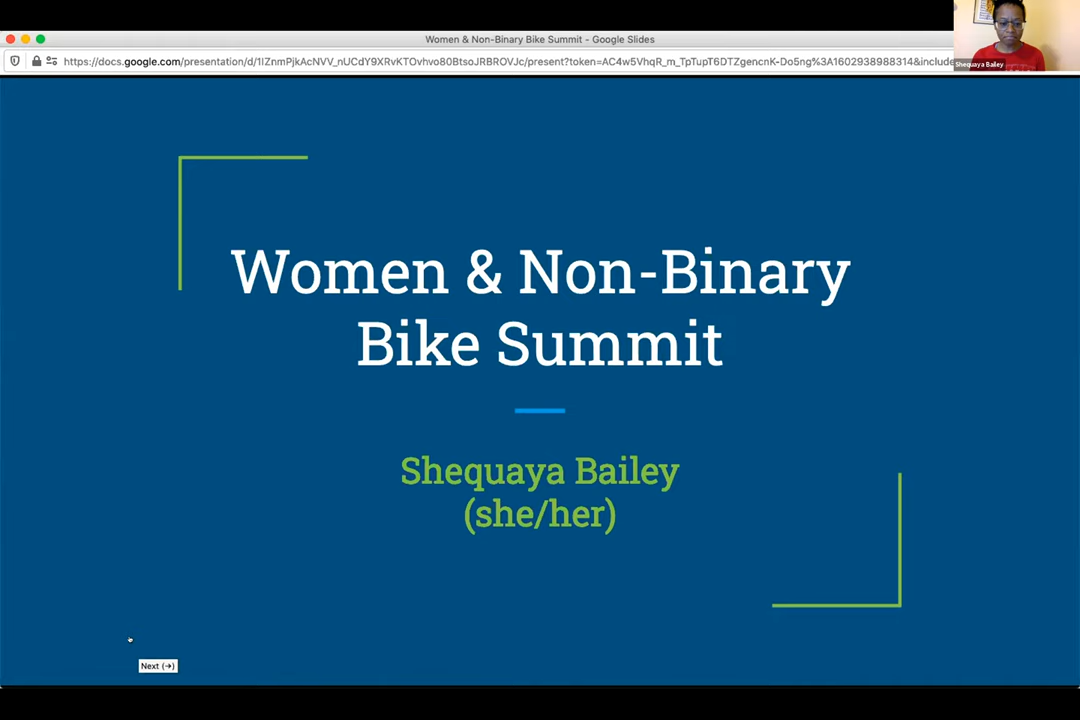 Women & Non-Binary Bike Summit - Google Slides
https://docs.google.com/presentation/d/1IZnmPjkAcNVV_nUCdY9XRvKTOvhvo80BtsoJRBROVJc/present?token=AC4w5VhqR_m_TpTupT6DTZgencnK-Do5ng%3A1602938988314&include
Shequaya Bailey
Women & Non-Binary
Bike Summit
Shequaya Bailey
(she/her)
Next (→)